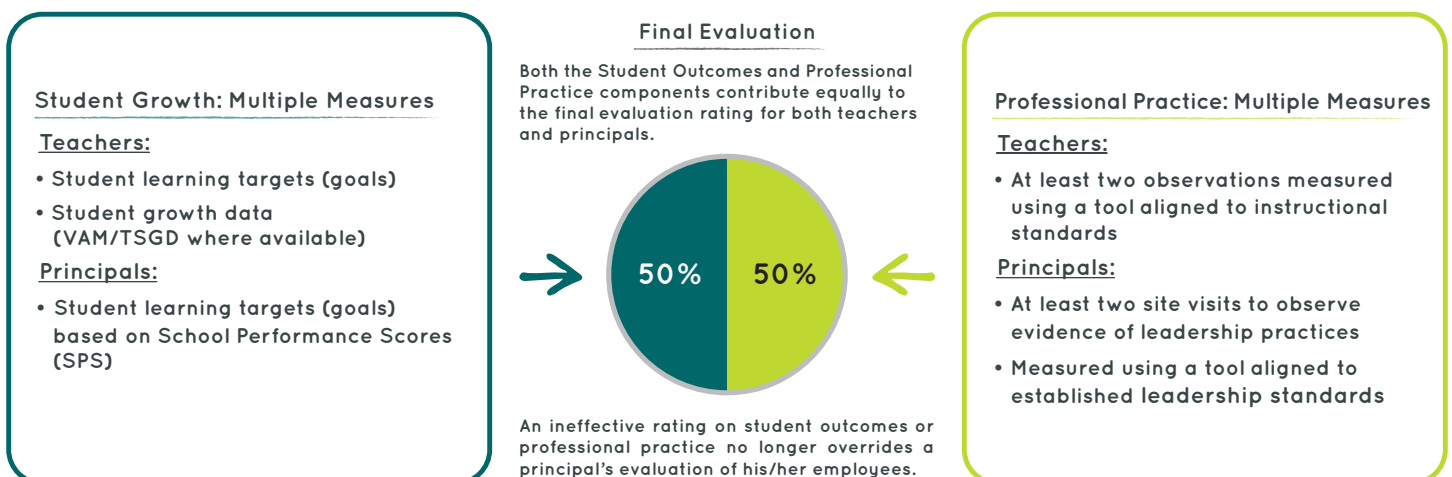 Student Growth: Multiple Measures
Teachers:
• Student learning targets (goals)
• Student growth data
(VAM/TSGD where available)
Principals:
• Student learning targets (goals)
based on School Performance Scores
(SPS)
Final Evaluation
Both the Student Outcomes and Professional
Practice components contribute equally to
the final evaluation rating for both teachers
and principals.
50%
50%
An ineffective rating on student outcomes or
professional practice no longer overrides a
principal’s evaluation of his/her employees.
Professional Practice: Multiple Measures
Teachers:
• At least two observations measured
using a tool aligned to instructional
standards
Principals:
• At least two site visits to observe
evidence of leadership practices
• Measured using a tool aligned to
established leadership standards